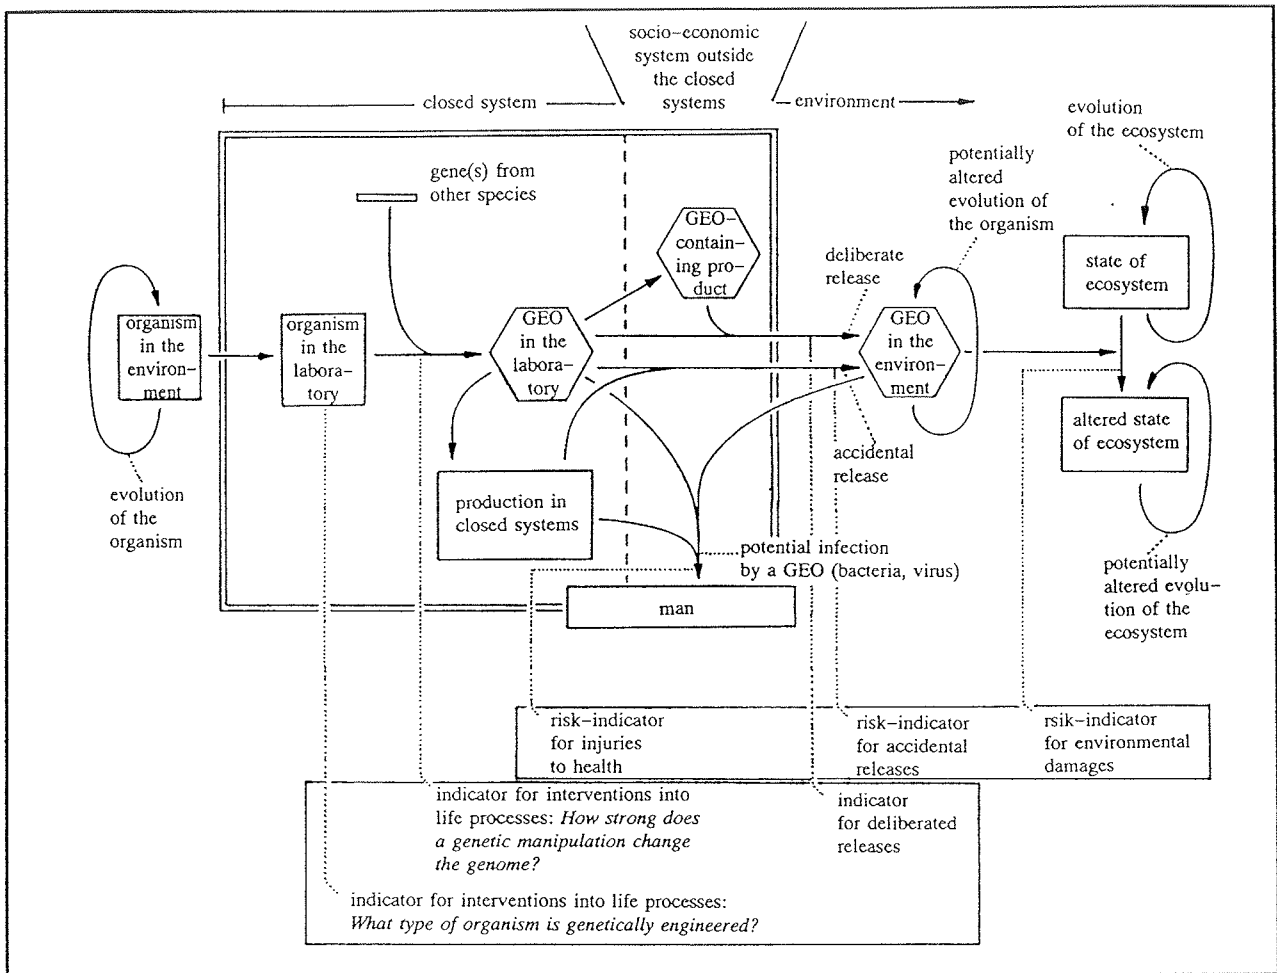 socio-economic
system outside
the closed
systems
closed system
environment
evolution
of the ecosystem
gene(s) from
other species
potentially
altered
evolution of
the organism
GEO-
contain-
ing pro-
duct
deliberate
release
state of
ecosystem
organism
in the
environ-
ment
organism
in the
labora-
tory
GEO
in the
labora-
tory
GEO
in the
environ-
ment
altered state
of ecosystem
accidental
release
evolution
of the
organism
production in
closed systems
potential infection
by a GEO (bacteria, virus)
potentially
altered evolu-
tion of the
ecosystem
man
risk-indicator
for injuries
to health
risk-indicator
for accidental
releases
rsik-indicator
for environmental
damages
indicator for interventions into
life processes: How strong does
a genetic manipulation change
the genome?
indicator
for deliberated
releases
indicator for interventions into life processes:
What type of organism is genetically engineered?